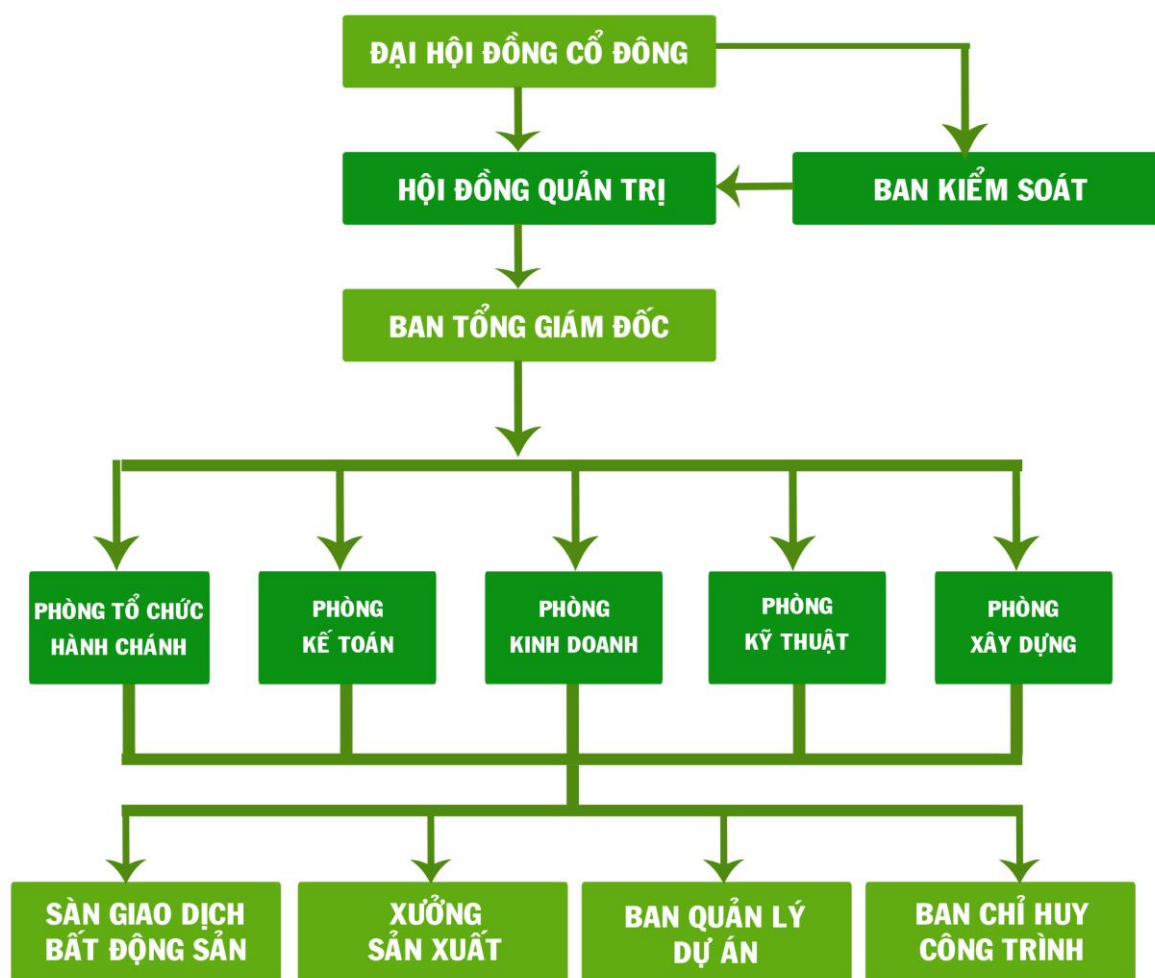 ĐẠI HỘI ĐỒNG CỔ ĐÔNG
HỘI ĐỒNG QUẢN TRỊ
BAN KIỂM SOÁT
BAN TỔNG GIÁM ĐỐC
PHÒNG TỔ CHỨC
HÀNH CHÁNH
PHÒNG
KẾ TOÁN
PHÒNG
KINH DOANH
PHÒNG
KỸ THUẬT
PHÒNG
XÂY DỰNG
SÀN GIAO DỊCH
BẤT ĐỘNG SẢN
XƯỞNG
SẢN XUẤT
BAN QUẢN LÝ
DỰ ÁN
BAN CHỈ HUY
CÔNG TRÌNH